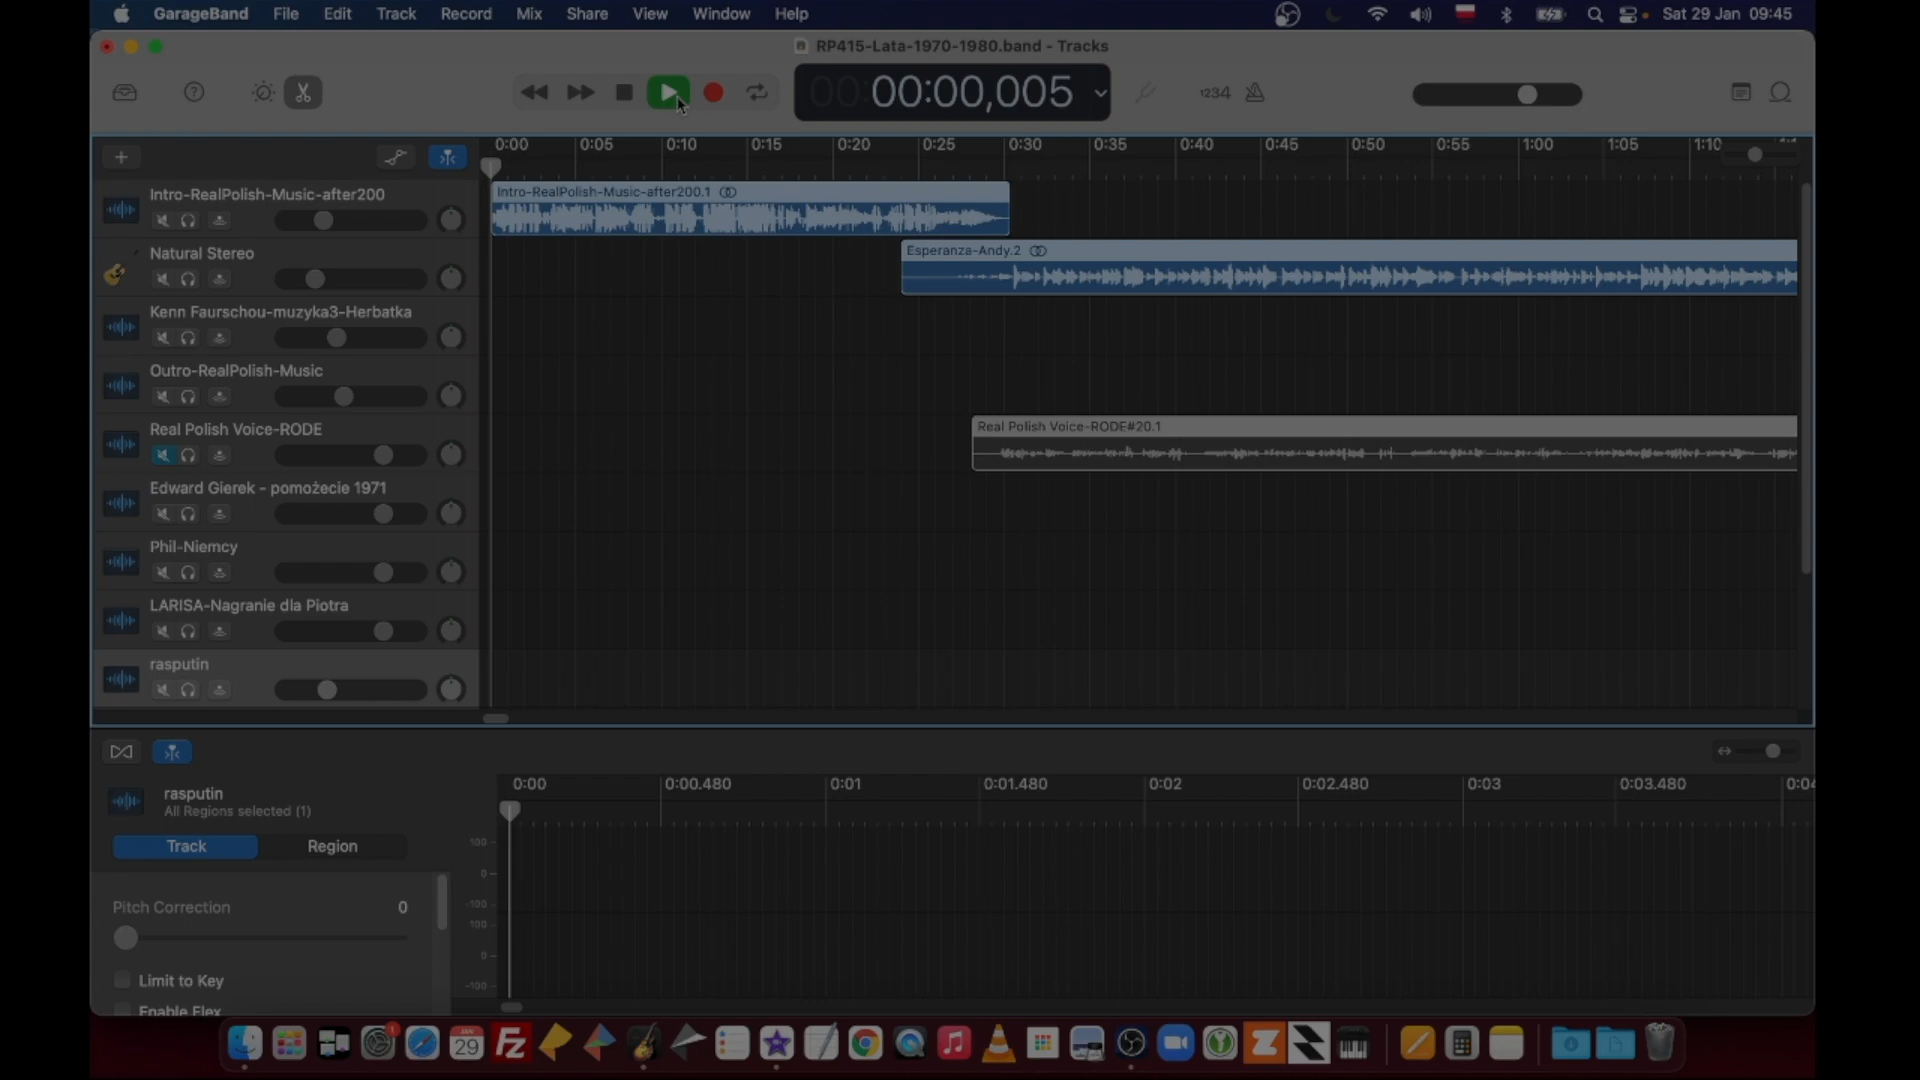 GarageBand File Edit Track Record Mix Share View Window Help Sat 29 Jan 09:45
RP415-Lata-1970-1980.band - Tracks
00:00:00,005 1234
0:00 0:05 0:10 0:15 0:20 0:25 0:30 0:35 0:40 0:45 0:50 0:55 1:00 1:05 1:10
Intro-RealPolish-Music-after200
Intro-RealPolish-Music-after200.1
Natural Stereo
Esperanza-Andy.2
Kenn Faurschou-muzyka3-Herbatka
Outro-RealPolish-Music
Real Polish Voice-RODE
Real Polish Voice-RODE#20.1
Edward Gierek - pomożecie 1971
Phil-Niemcy
LARISA-Nagranie dla Piotra
rasputin
0:00 0:00.480 0:01 0:01.480 0:02 0:02.480 0:03 0:03.480 0:04
rasputin
All Regions selected (1)
Track Region
100
0
-100
100
0
-100
Pitch Correction 0
Limit to Key
Enable Flex
JAN
29
FZ